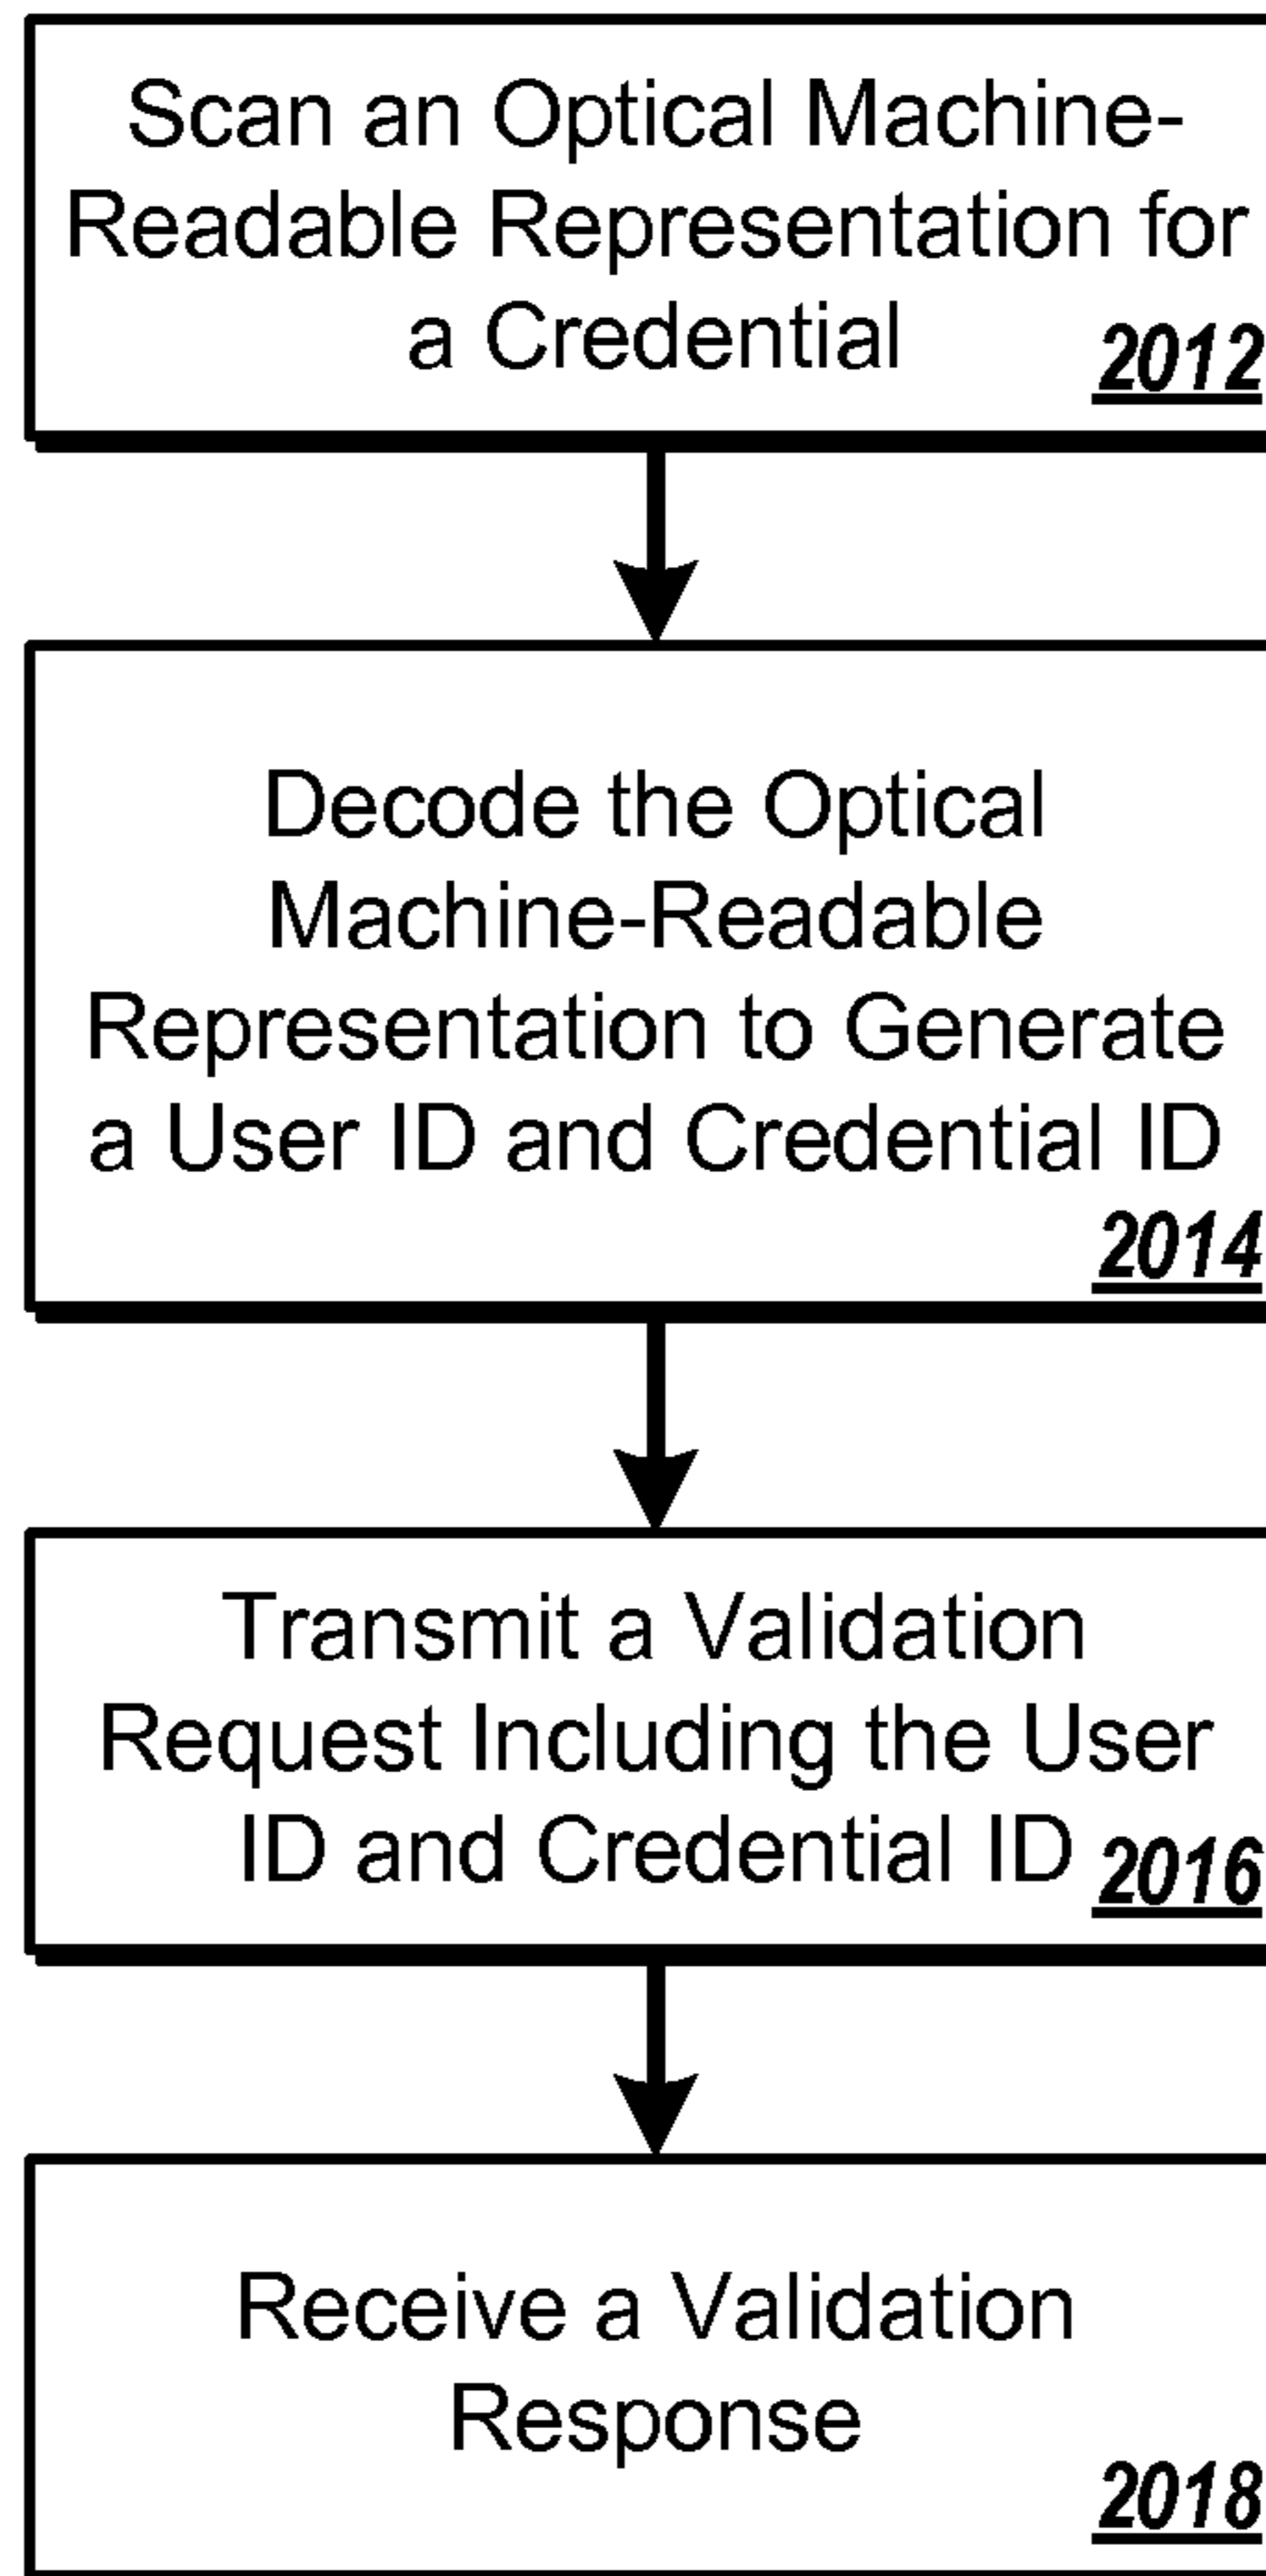 Scan an Optical Machine-
Readable Representation for
a Credential
2012
Decode the Optical
Machine-Readable
Representation to Generate
a User ID and Credential ID
2014
Transmit a Validation
Request Including the User
ID and Credential ID
2016
Receive a Validation
Response
2018